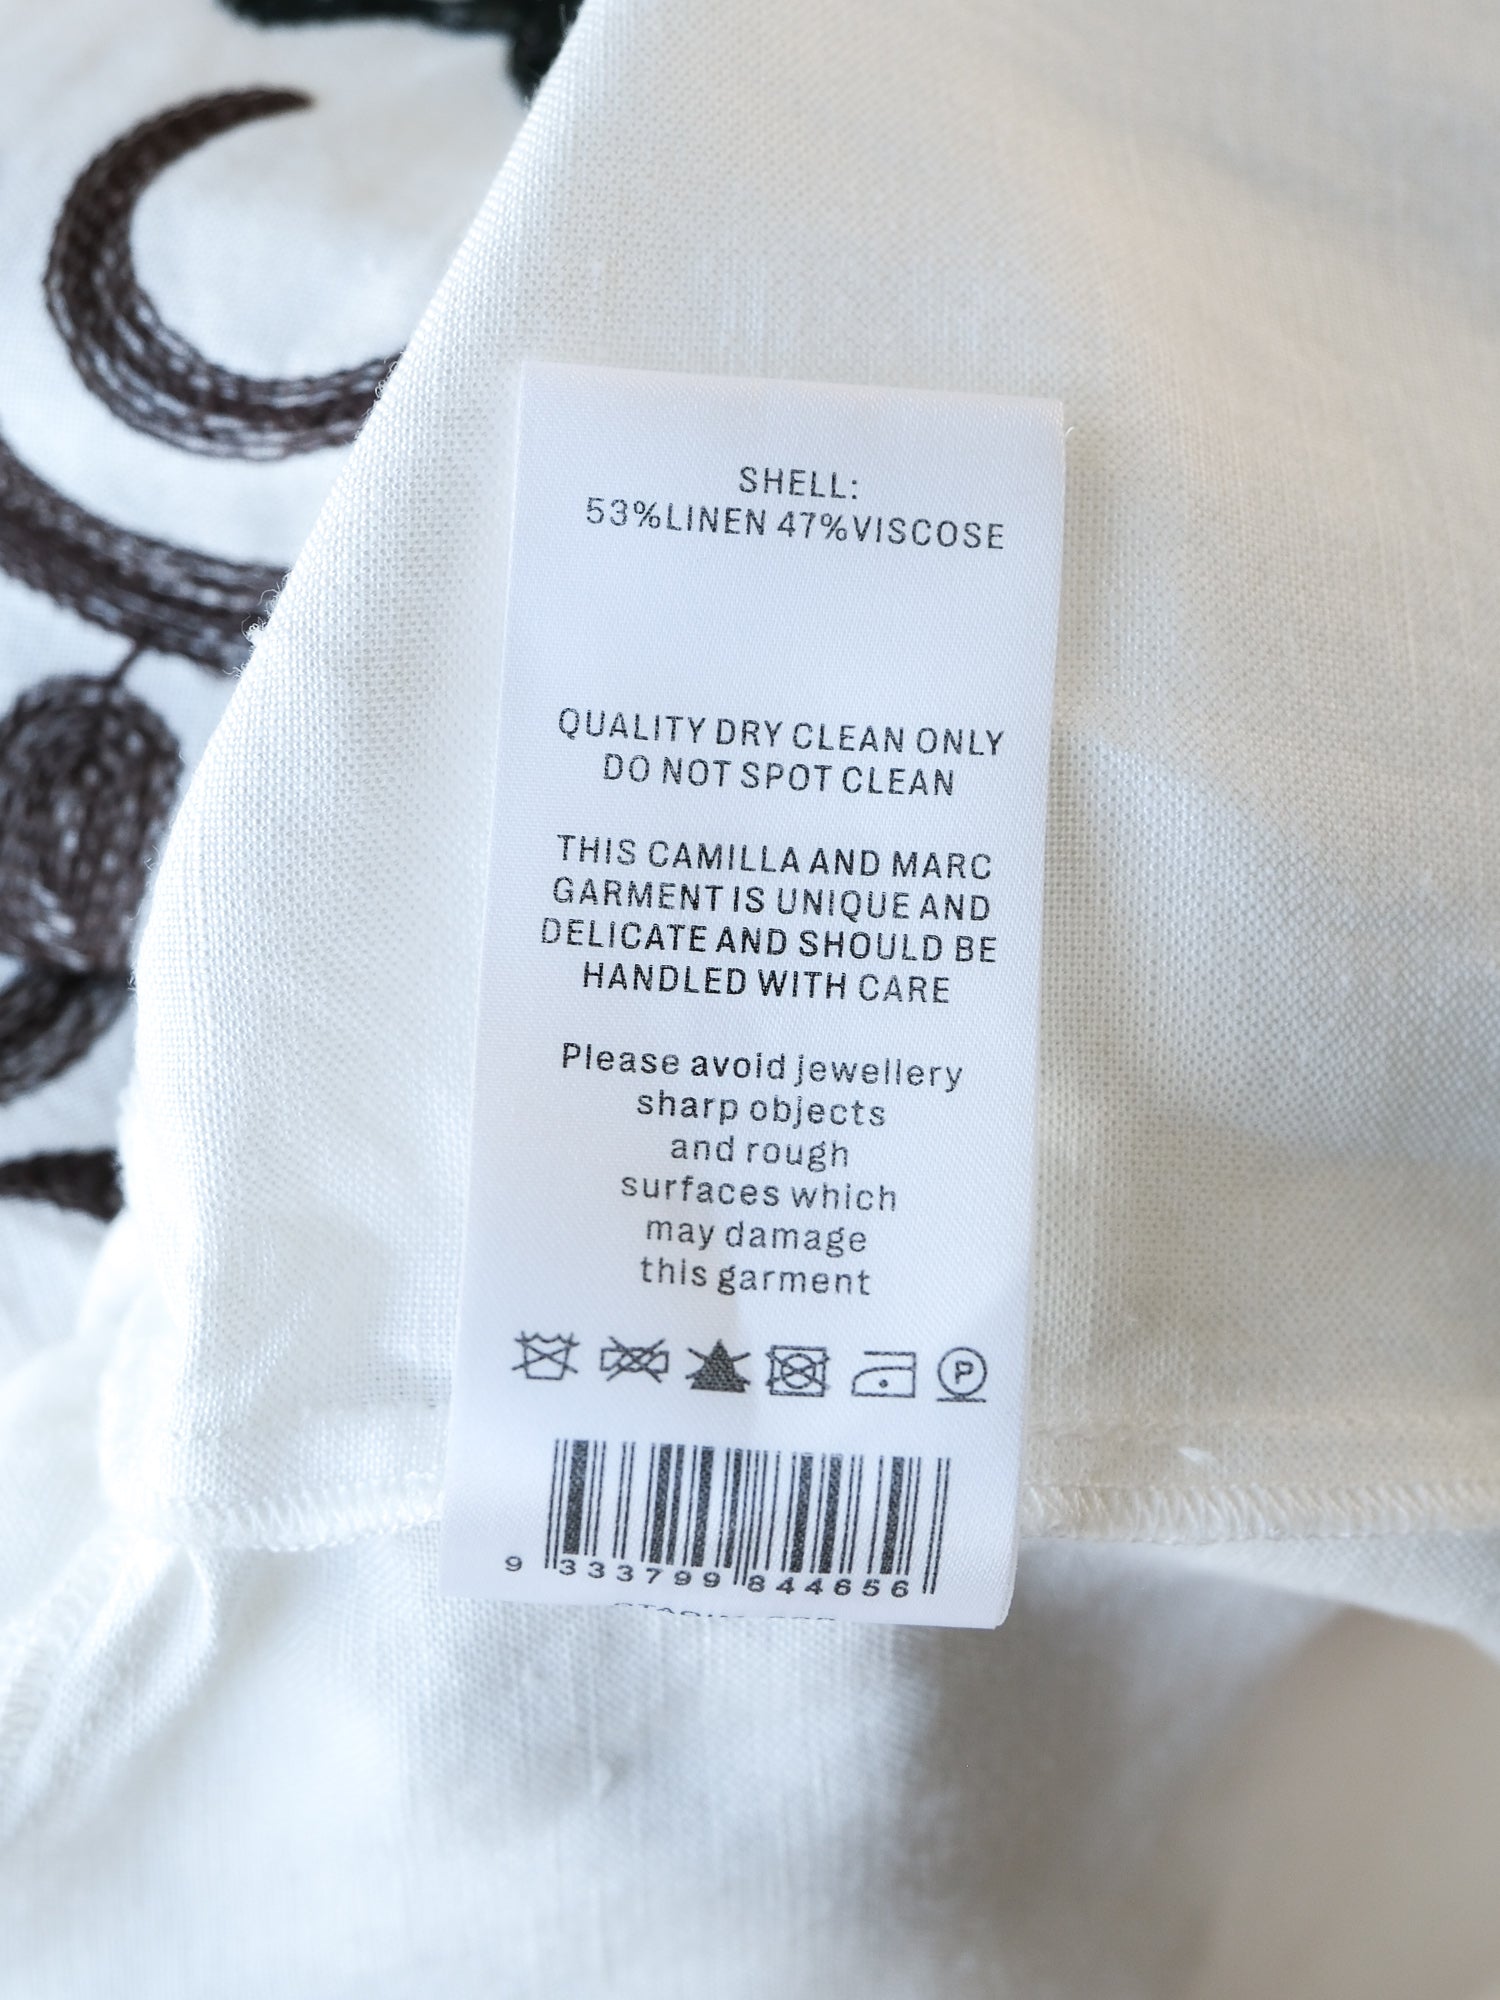 SHELL:
53%LINEN 47%VISCOSE
QUALITY DRY CLEAN ONLY
DO NOT SPOT CLEAN
THIS CAMILLA AND MARC
GARMENT IS UNIQUE AND
DELICATE AND SHOULD BE
HANDLED WITH CARE
Please avoid jewellery
sharp objects
and rough
surfaces which
may damage
this garment
P
9 333799 844656